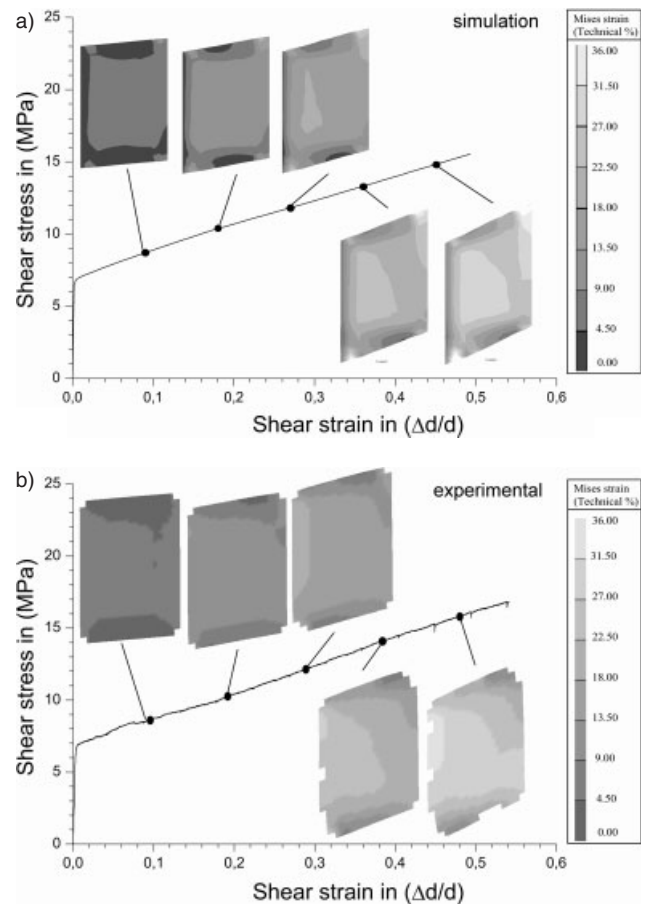 a)
simulation
Mises strain
(Technical %)
36.00
31.50
27.00
22.50
18.00
13.50
9.00
4.50
0.00
25
20
15
10
5
0
Shear stress in (MPa)
0,0 0,1 0,2 0,3 0,4 0,5 0,6
Shear strain in (Δd/d)
b)
experimental
Mises strain
(Technical %)
36.00
31.50
27.00
22.50
18.00
13.50
9.00
4.50
0.00
25
20
15
10
5
0
Shear stress in (MPa)
0,0 0,1 0,2 0,3 0,4 0,5 0,6
Shear strain in (Δd/d)